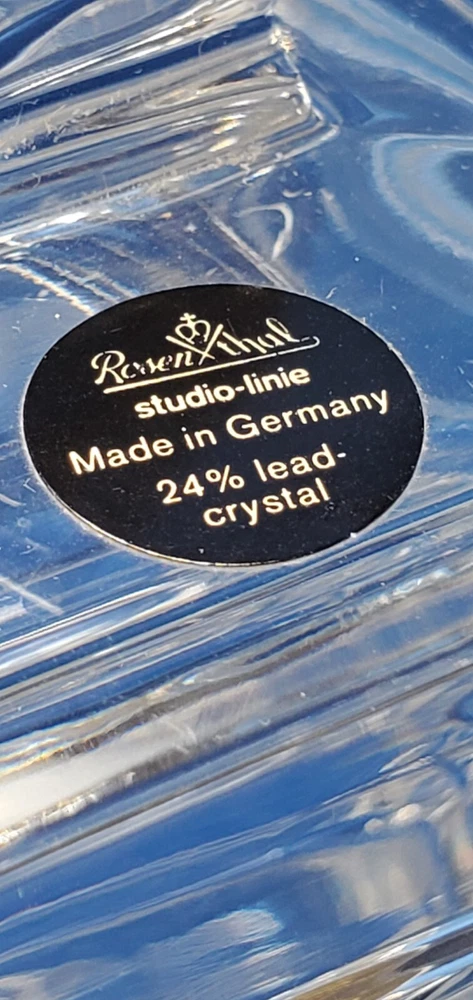 Rosenthal
studio-linie
Made in Germany
24% lead-
crystal